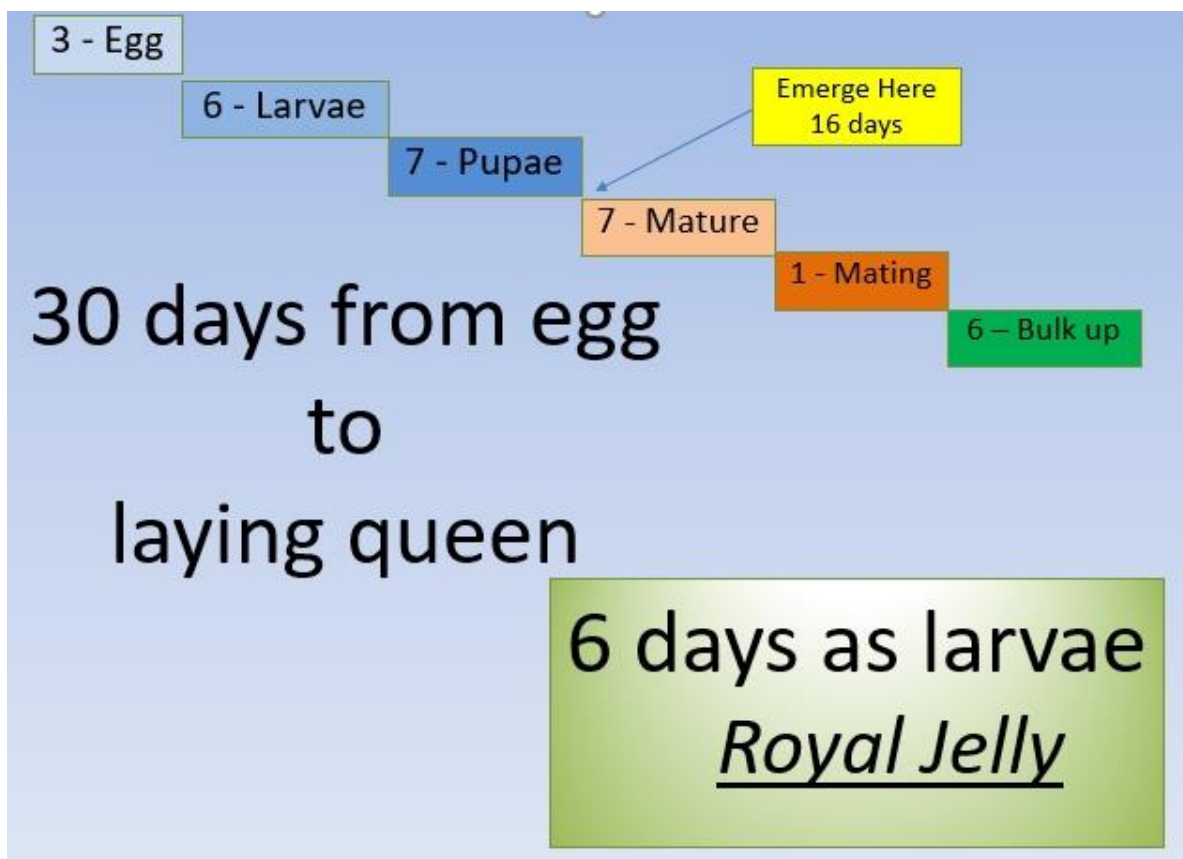 3 - Egg
6 - Larvae
Emerge Here
16 days
7 - Pupae
7 - Mature
1 - Mating
6 – Bulk up
30 days from egg
to
laying queen
6 days as larvae
Royal Jelly